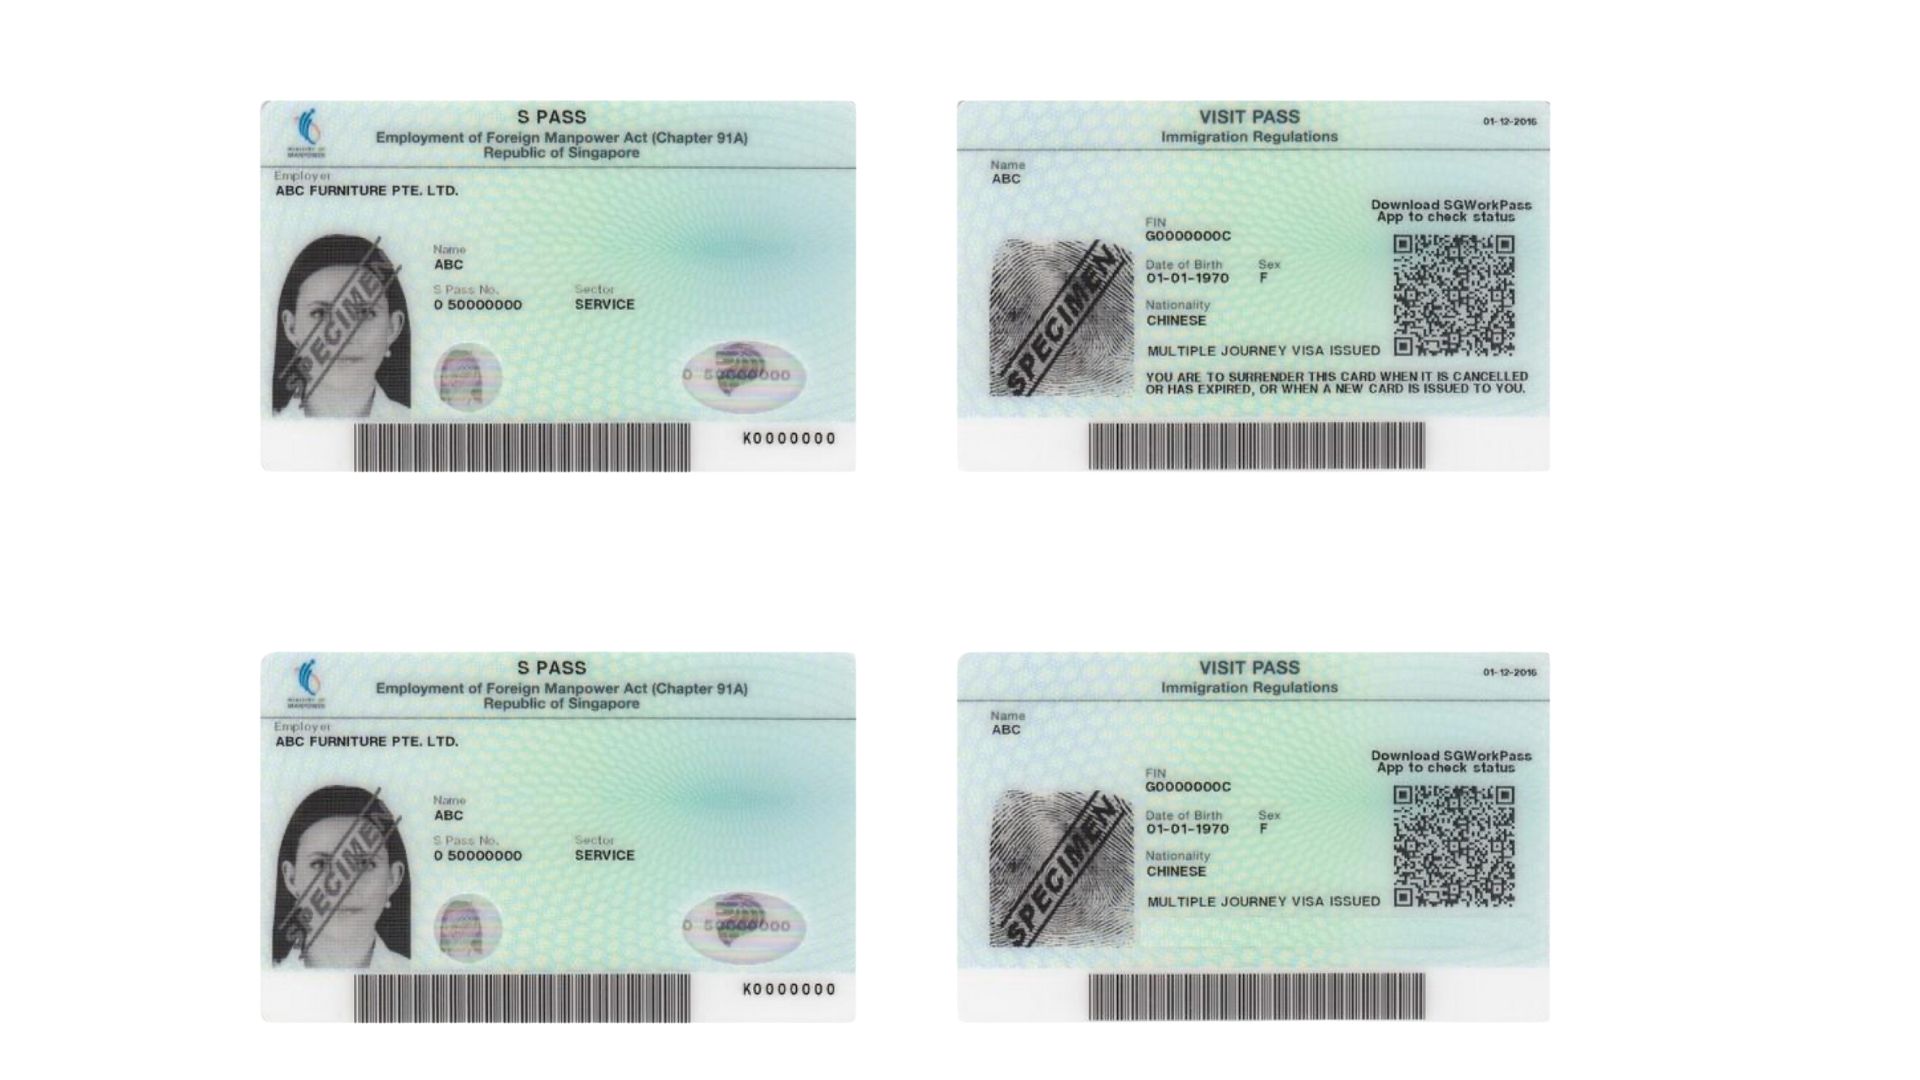 S PASS
Employment of Foreign Manpower Act (Chapter 91A)
Republic of Singapore
MINISTRY OF
MANPOWER
Employer
ABC FURNITURE PTE. LTD.
SPECIMEN
Name
ABC
S Pass No. Sector
0 50000000 SERVICE
0 50000000
K0000000
VISIT PASS
Immigration Regulations
01-12-2016
Name
ABC
Download SGWorkPass
App to check status
SPECIMEN
FIN
G0000000C
Date of Birth Sex
01-01-1970 F
Nationality
CHINESE
MULTIPLE JOURNEY VISA ISSUED
YOU ARE TO SURRENDER THIS CARD WHEN IT IS CANCELLED
OR HAS EXPIRED, OR WHEN A NEW CARD IS ISSUED TO YOU.
S PASS
Employment of Foreign Manpower Act (Chapter 91A)
Republic of Singapore
MINISTRY OF
MANPOWER
Employer
ABC FURNITURE PTE. LTD.
SPECIMEN
Name
ABC
S Pass No. Sector
0 50000000 SERVICE
0 50000000
K0000000
VISIT PASS
Immigration Regulations
01-12-2016
Name
ABC
Download SGWorkPass
App to check status
SPECIMEN
FIN
G0000000C
Date of Birth Sex
01-01-1970 F
Nationality
CHINESE
MULTIPLE JOURNEY VISA ISSUED